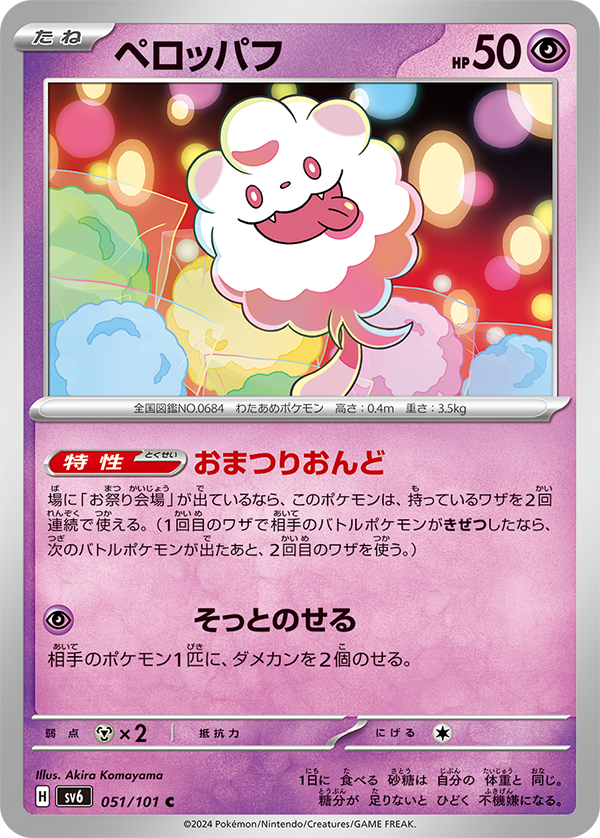 たね ペロッパフ HP50
全国図鑑NO.0684 わたあめポケモン 高さ:0.4m 重さ:3.5kg
特性 とくせい おまつりおんど
場に「お祭り会場」が出ているなら、このポケモンは、持っているワザを2回
連続で使える。(1回目のワザで相手のバトルポケモンがきぜつしたなら、
次のバトルポケモンが出たあと、2回目のワザを使う。)
そっとのせる
相手のポケモン1匹に、ダメカンを2個のせる。
弱点 ×2 抵抗力 にげる
Illus. Akira Komayama
H sv6 051/101 C
1日に 食べる 砂糖は 自分の 体重と 同じ。
糖分が 足りないと ひどく 不機嫌になる。
©2024 Pokémon/Nintendo/Creatures/GAME FREAK.